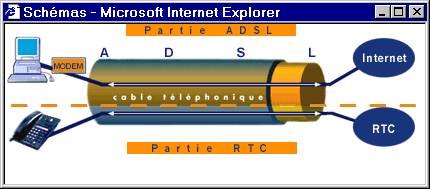 Schémas - Microsoft Internet Explorer
Partie ADSL
A D S L
Internet
MODEM
cable téléphonique
RTC
Partie RTC